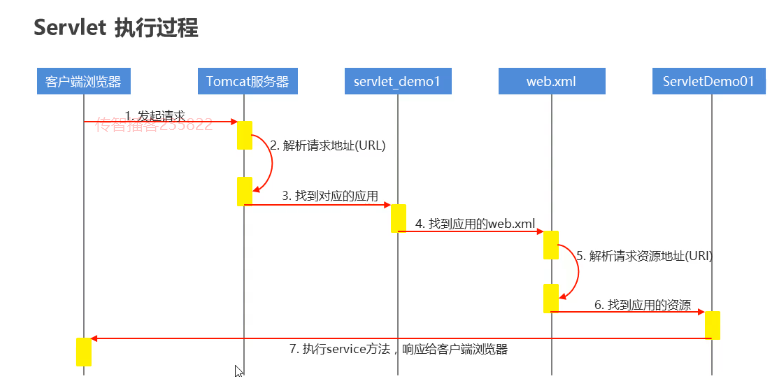 Servlet 执行过程
客户端浏览器
Tomcat服务器
servlet_demo1
web.xml
ServletDemo01
1. 发起请求
传智播客235822
2. 解析请求地址(URL)
3. 找到对应的应用
4. 找到应用的web.xml
5. 解析请求资源地址(URI)
6. 找到应用的资源
7. 执行service方法，响应给客户端浏览器